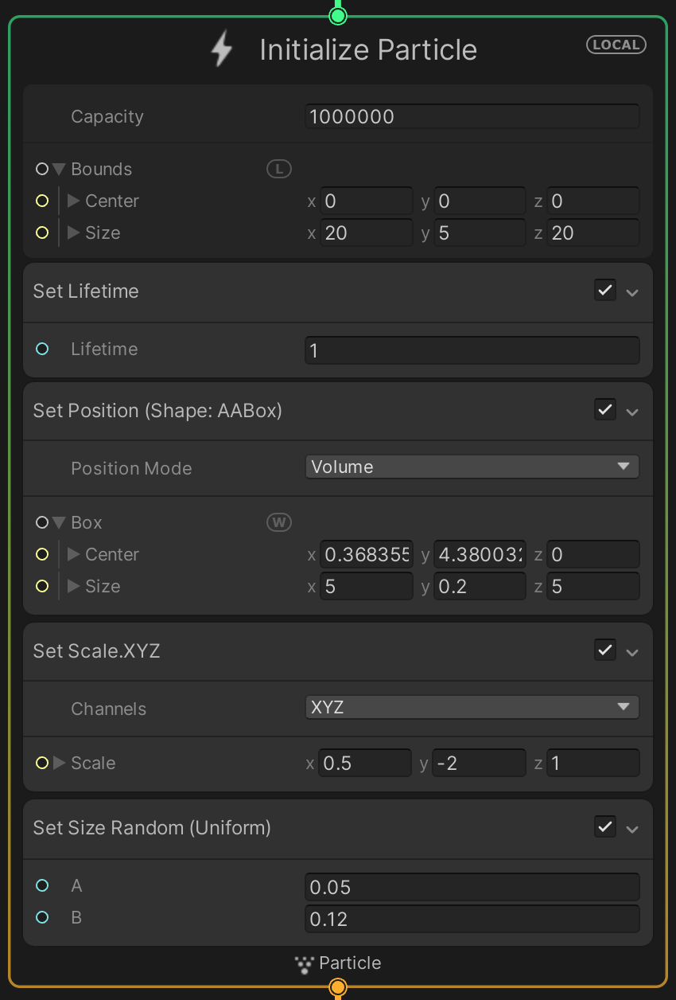 Initialize Particle LOCAL
Capacity 1000000
Bounds L
Center x 0 y 0 z 0
Size x 20 y 5 z 20
Set Lifetime
Lifetime 1
Set Position (Shape: AABox)
Position Mode Volume
Box W
Center x 0.368355 y 4.380032 z 0
Size x 5 y 0.2 z 5
Set Scale.XYZ
Channels XYZ
Scale x 0.5 y -2 z 1
Set Size Random (Uniform)
A 0.05
B 0.12
Particle